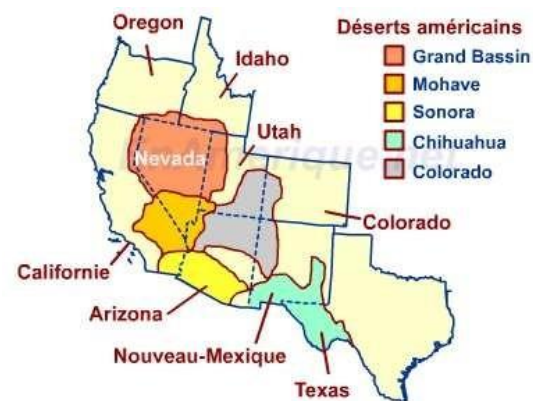 Oregon
Déserts américains
Grand Bassin
Idaho
Mohave
Sonora
Utah
Chihuahua
Nevada
Colorado
Colorado
Californie
Arizona
Nouveau-Mexique
Texas